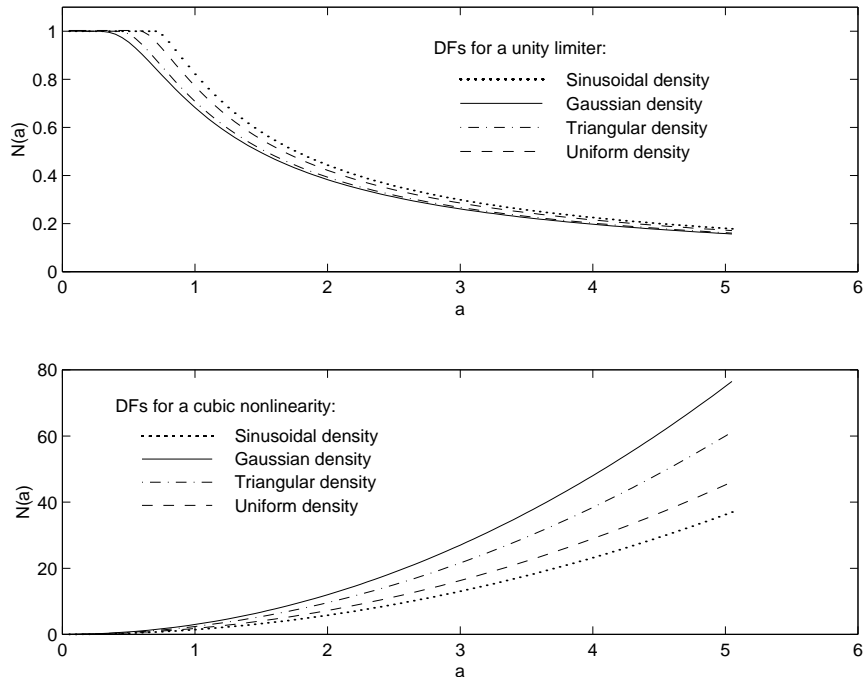 1
0.8
0.6
0.4
0.2
0
N(a)
DFs for a unity limiter:
Sinusoidal density
Gaussian density
Triangular density
Uniform density
0 1 2 3 4 5 6
a
80
60
40
20
0
N(a)
DFs for a cubic nonlinearity:
Sinusoidal density
Gaussian density
Triangular density
Uniform density
0 1 2 3 4 5 6
a